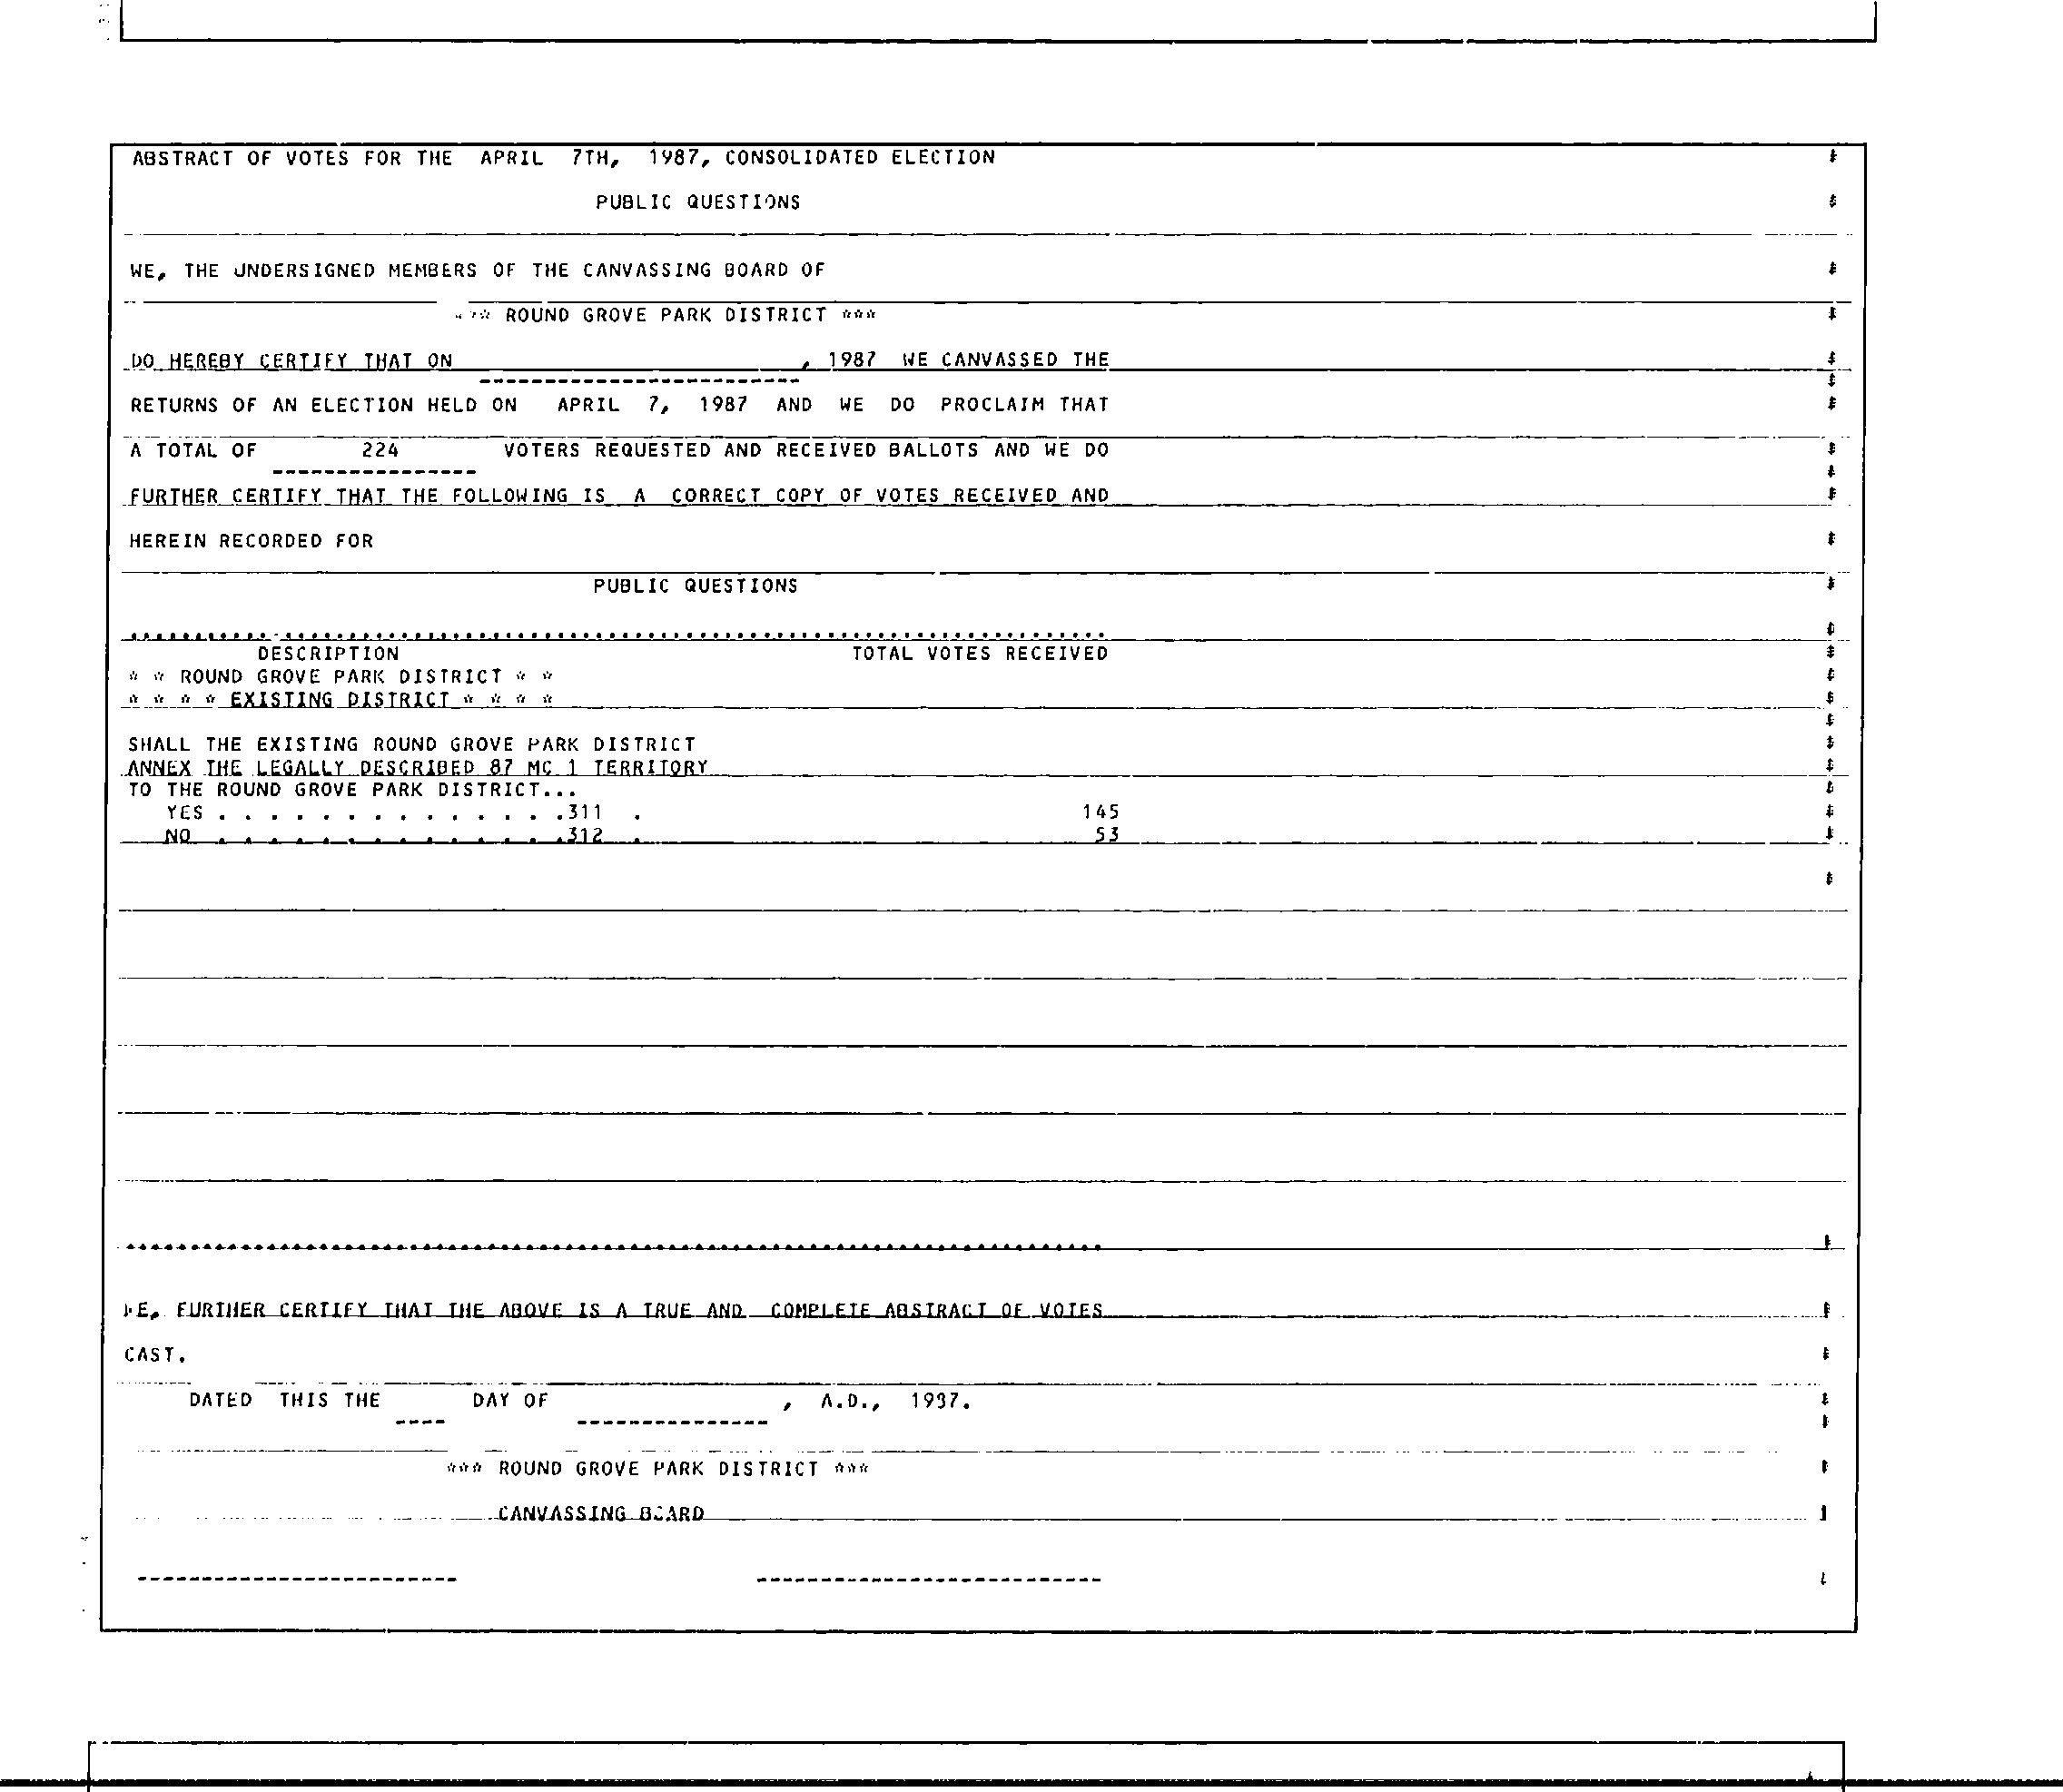 ABSTRACT OF VOTES FOR THE APRIL 7TH, 1987, CONSOLIDATED ELECTION
PUBLIC QUESTIONS
WE, THE UNDERSIGNED MEMBERS OF THE CANVASSING BOARD OF
*** ROUND GROVE PARK DISTRICT ***
DO HEREBY CERTIFY THAT ON , 1987 WE CANVASSED THE
RETURNS OF AN ELECTION HELD ON APRIL 7, 1987 AND WE DO PROCLAIM THAT
A TOTAL OF 224 VOTERS REQUESTED AND RECEIVED BALLOTS AND WE DO
FURTHER CERTIFY THAT THE FOLLOWING IS A CORRECT COPY OF VOTES RECEIVED AND
HEREIN RECORDED FOR
PUBLIC QUESTIONS
DESCRIPTION TOTAL VOTES RECEIVED
* * ROUND GROVE PARK DISTRICT * *
* * * * EXISTING DISTRICT * * * *
SHALL THE EXISTING ROUND GROVE PARK DISTRICT
ANNEX THE LEGALLY DESCRIBED 87 MC 1 TERRITORY
TO THE ROUND GROVE PARK DISTRICT...
YES . . . . . . . . . . . . . .311 . 145
NO . . . . . . . . . . . . . .312 . 53
WE, FURTHER CERTIFY THAT THE ABOVE IS A TRUE AND COMPLETE ABSTRACT OF VOTES
CAST.
DATED THIS THE ---- DAY OF ---------------, A.D., 1987.
*** ROUND GROVE PARK DISTRICT ***
CANVASSING BOARD